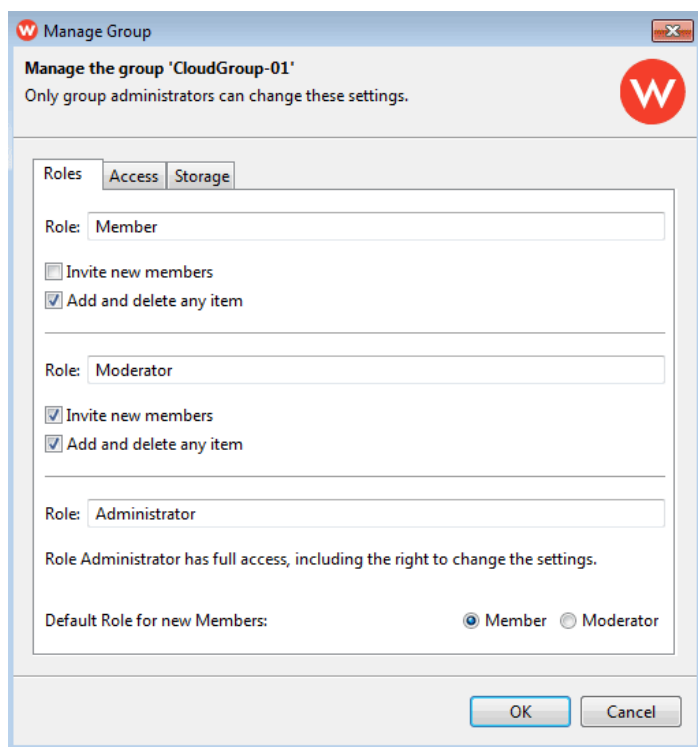 Manage Group
Manage the group 'CloudGroup-01'
Only group administrators can change these settings.
W
Roles Access Storage
Role: Member
Invite new members
Add and delete any item
Role: Moderator
Invite new members
Add and delete any item
Role: Administrator
Role Administrator has full access, including the right to change the settings.
Default Role for new Members: Member Moderator
OK Cancel